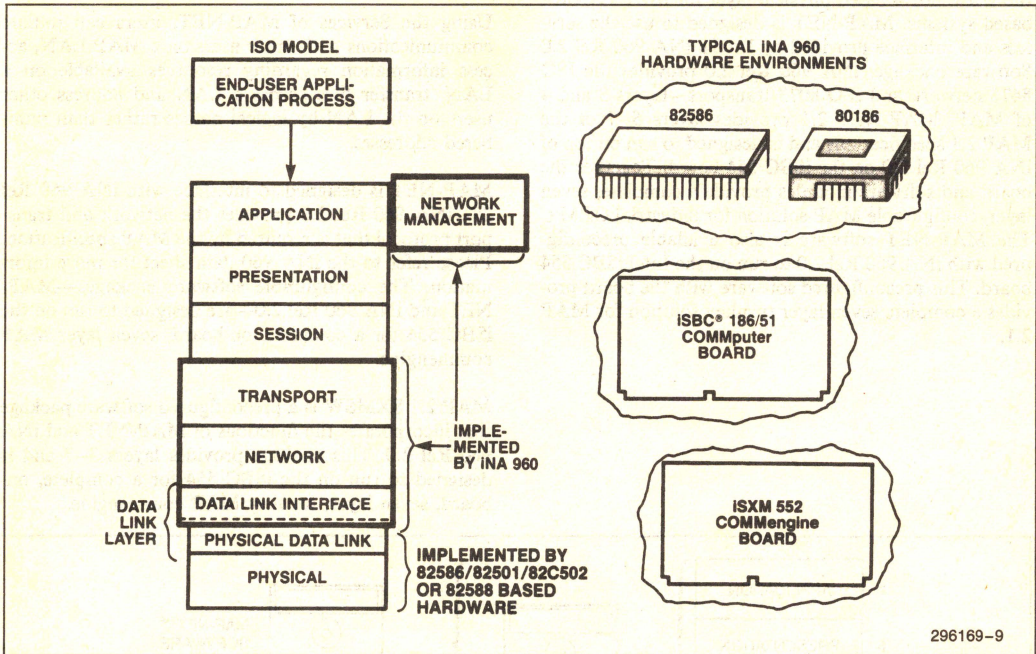 ISO MODEL
END-USER APPLI-
CATION PROCESS
APPLICATION
NETWORK
MANAGEMENT
PRESENTATION
SESSION
TRANSPORT
NETWORK
IMPLE-
MENTED
BY iNA 960
DATA LINK INTERFACE
DATA
LINK
LAYER
PHYSICAL DATA LINK
PHYSICAL
IMPLEMENTED BY
82586/82501/82C502
OR 82588 BASED
HARDWARE
TYPICAL iNA 960
HARDWARE ENVIRONMENTS
82586
80186
iSBC® 186/51
COMMputer
BOARD
iSXM 552
COMMengine
BOARD
296169-9